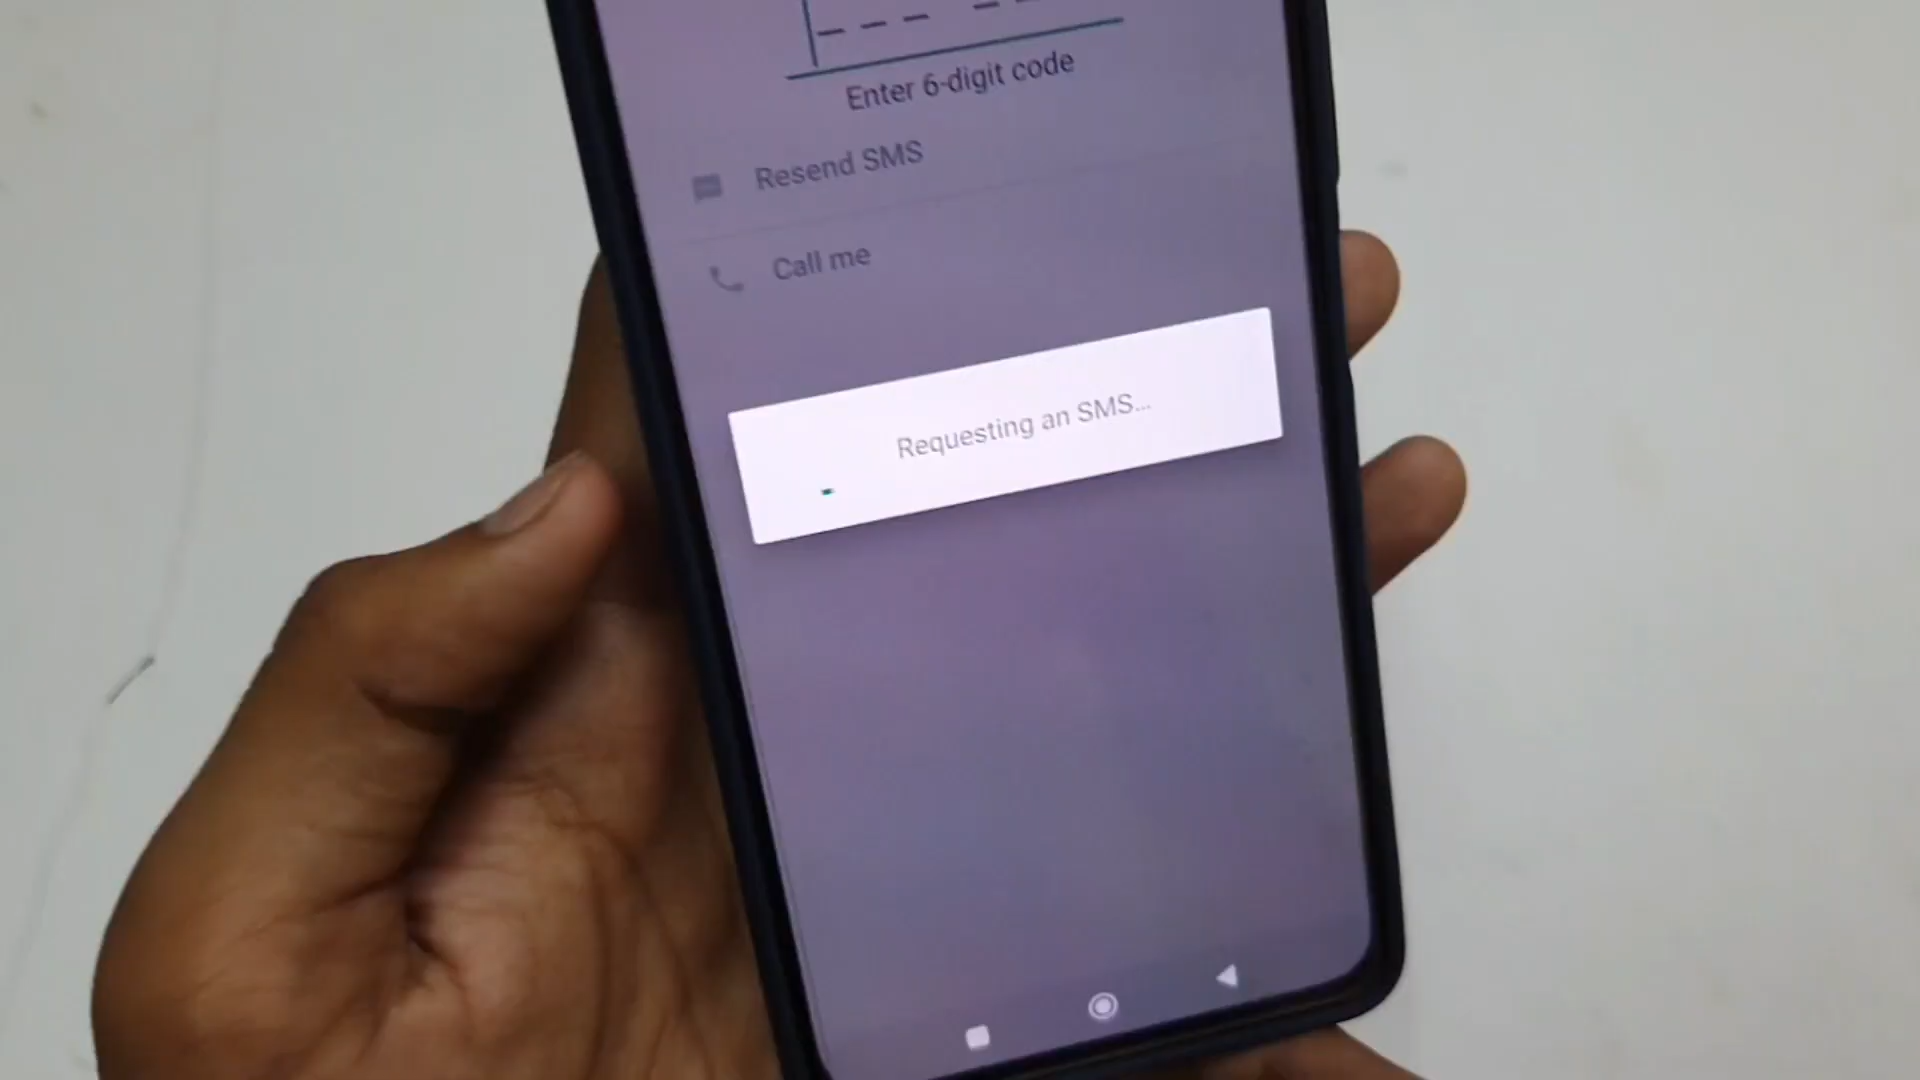 Enter 6-digit code
Resend SMS
Call me
Requesting an SMS...